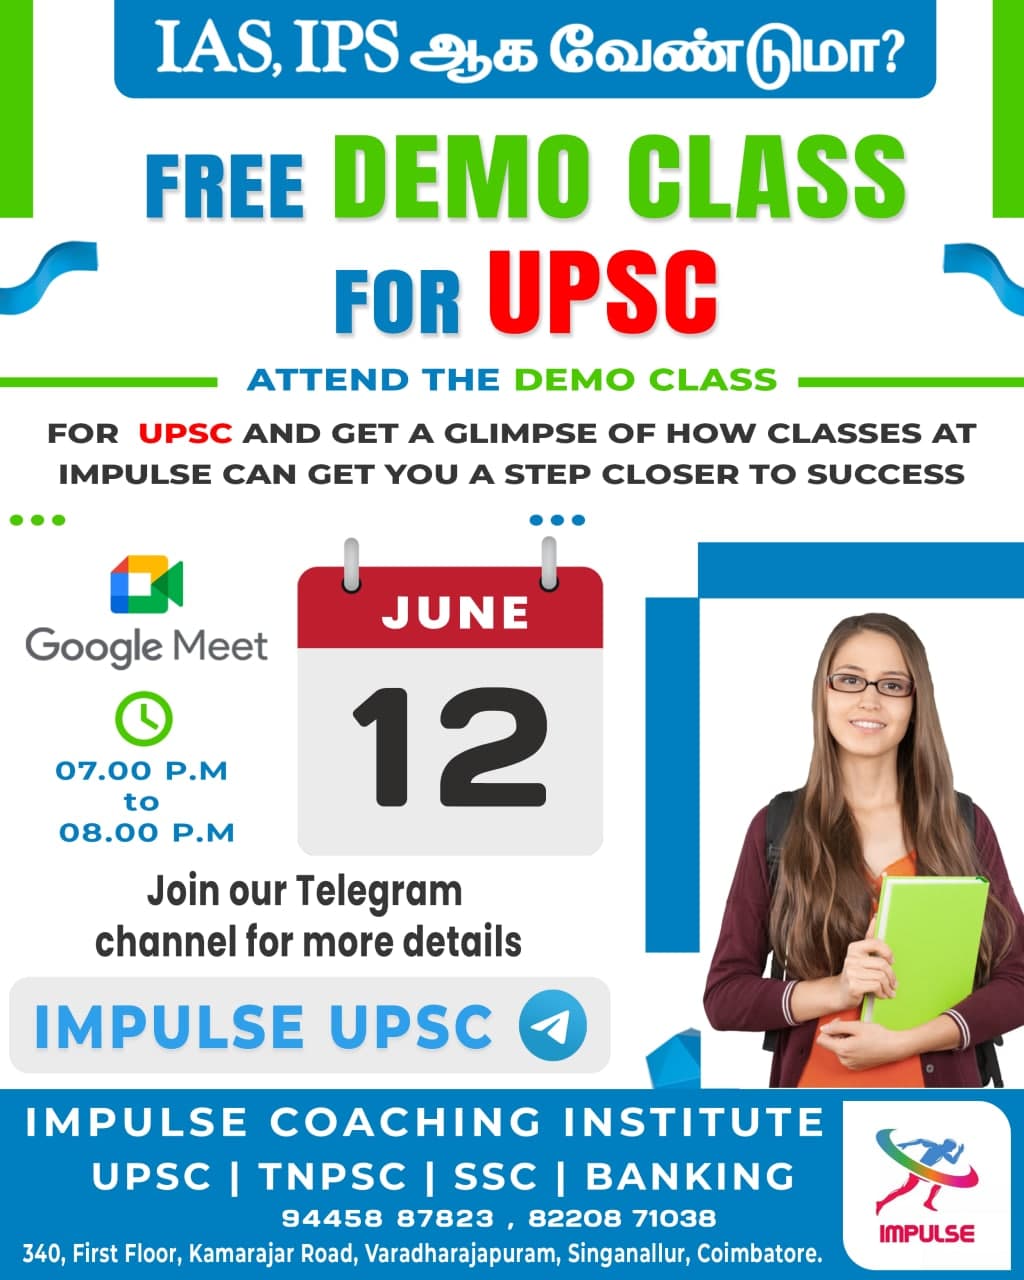 IAS, IPS ஆக வேண்டுமா?
FREE DEMO CLASS
FOR UPSC
ATTEND THE DEMO CLASS
FOR UPSC AND GET A GLIMPSE OF HOW CLASSES AT
IMPULSE CAN GET YOU A STEP CLOSER TO SUCCESS
Google Meet
07.00 P.M
to
08.00 P.M
JUNE
12
Join our Telegram
channel for more details
IMPULSE UPSC
IMPULSE COACHING INSTITUTE
UPSC | TNPSC | SSC | BANKING
94458 87823 , 82208 71038
340, First Floor, Kamarajar Road, Varadharajapuram, Singanallur, Coimbatore.
IMPULSE